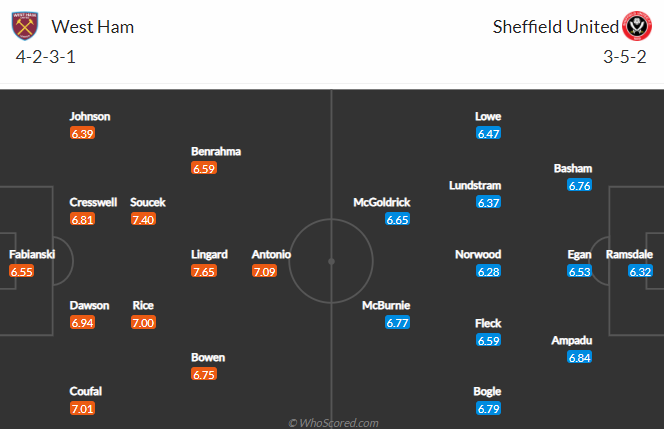 West Ham
Sheffield United
4-2-3-1
3-5-2
Johnson
6.39
Benrahma
6.59
Cresswell
6.81
Soucek
7.40
Fabianski
6.55
Lingard
7.65
Antonio
7.09
Dawson
6.94
Rice
7.00
Bowen
6.75
Coufal
7.01
Lowe
6.47
Basham
6.76
Lundstram
6.37
McGoldrick
6.65
Norwood
6.28
Egan
6.53
Ramsdale
6.32
McBurnie
6.77
Fleck
6.59
Ampadu
6.84
Bogle
6.79
© WhoScored.com